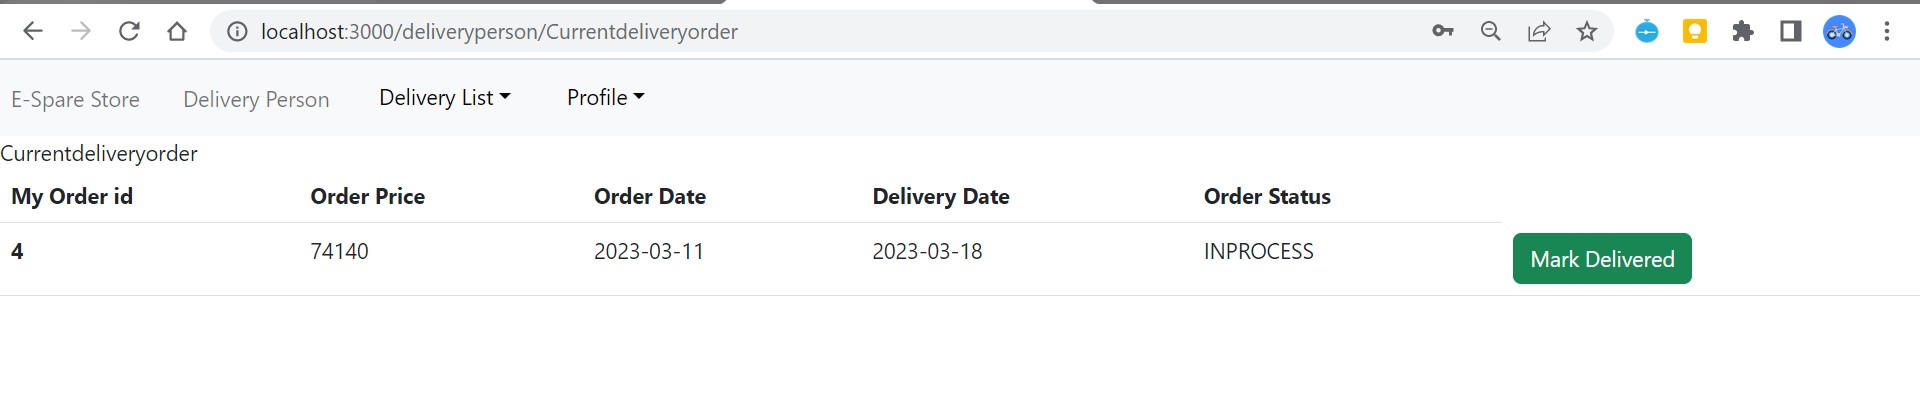 localhost:3000/deliveryperson/Currentdeliveryorder
E-Spare Store Delivery Person Delivery List Profile
Currentdeliveryorder
My Order id Order Price Order Date Delivery Date Order Status
4 74140 2023-03-11 2023-03-18 INPROCESS Mark Delivered